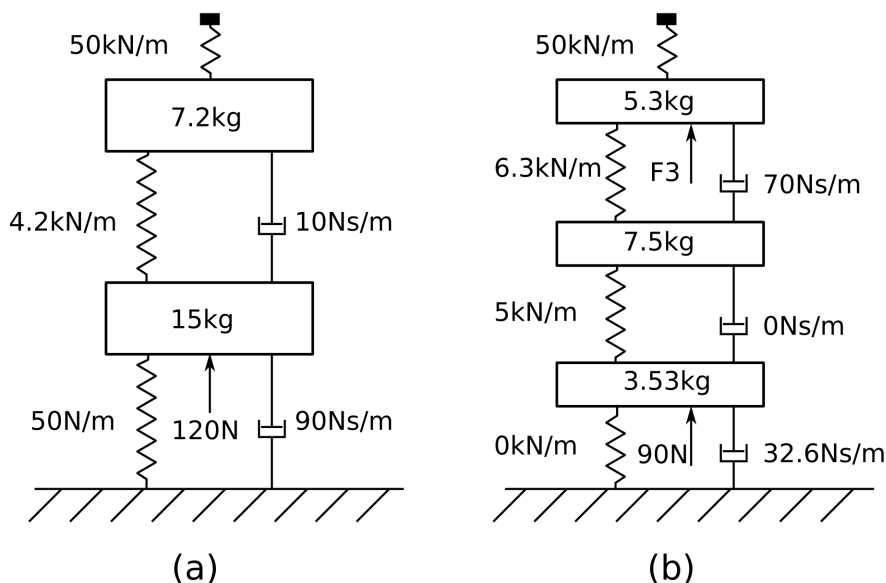 50kN/m
7.2kg
4.2kN/m
10Ns/m
15kg
50N/m
120N
90Ns/m
(a)
50kN/m
5.3kg
6.3kN/m
F3
70Ns/m
7.5kg
5kN/m
0Ns/m
3.53kg
0kN/m
90N
32.6Ns/m
(b)